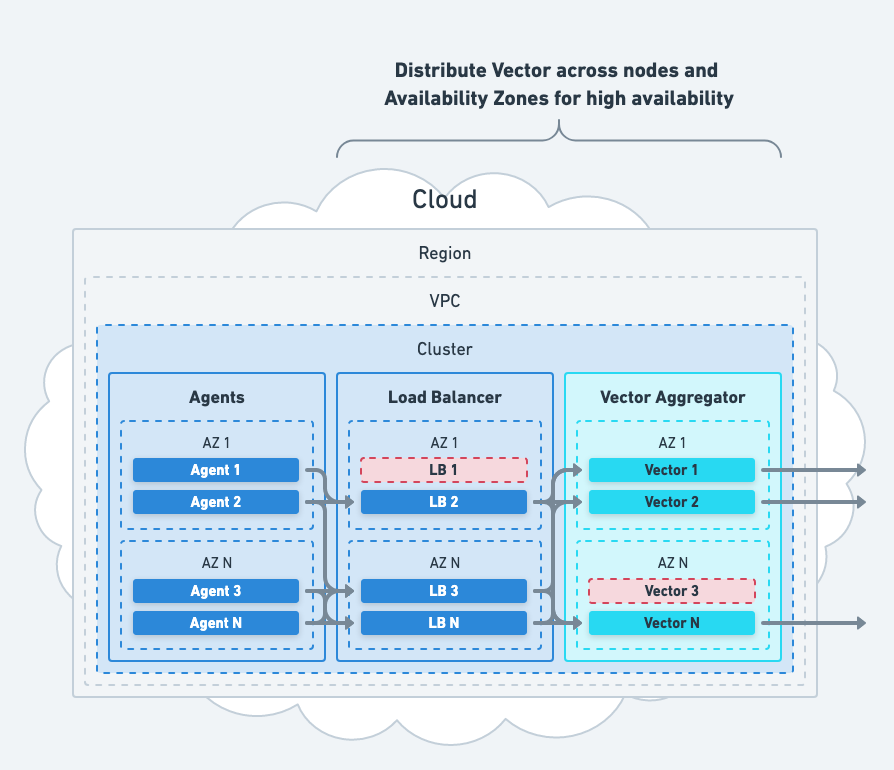 Distribute Vector across nodes and
Availability Zones for high availability
Cloud
Region
VPC
Cluster
Agents
AZ 1
Agent 1
Agent 2
AZ N
Agent 3
Agent N
Load Balancer
AZ 1
LB 1
LB 2
AZ N
LB 3
LB N
Vector Aggregator
AZ 1
Vector 1
Vector 2
AZ N
Vector 3
Vector N